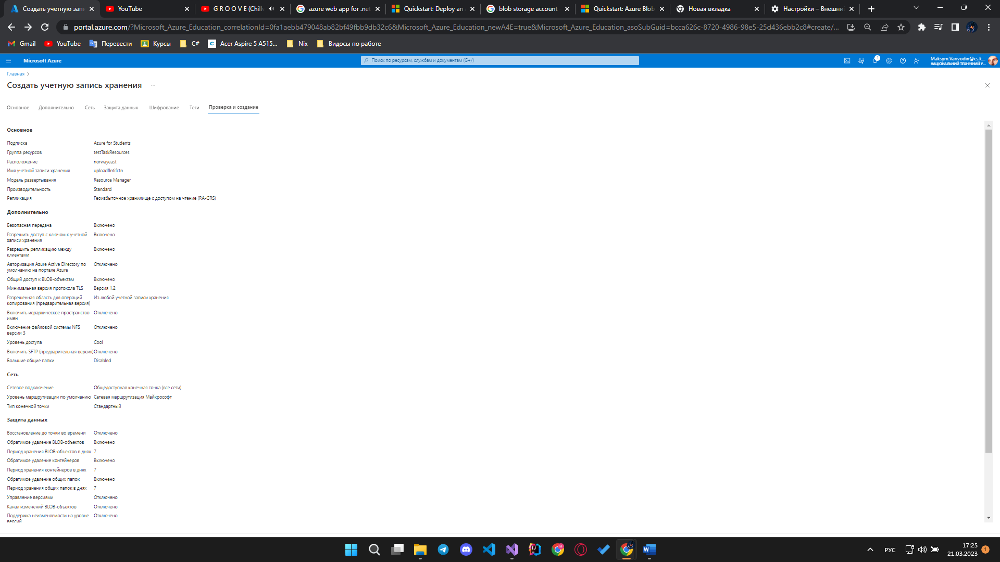 Создать учетную зап
YouTube
G R O O V E (Chill
azure web app for .net
Quickstart: Deploy an
blob storage account
Quickstart: Azure Blob
Новая вкладка
Настройки – Внешни
portal.azure.com/?Microsoft_Azure_Education_correlationId=0fa1aebb479048ab82bf49fbb9db32c6&Microsoft_Azure_Education_newA4E=true&Microsoft_Azure_Education_asoSubGuid=bcca626c-8720-4986-98e5-25d436ebb2c8#create/...
Gmail
YouTube
Перевести
Курсы
C#
Acer Aspire 5 A515...
Nix
Видосы по работе
Microsoft Azure
Поиск по ресурсам, службам и документам (G+/)
1
Maksym.Varivodin@cs.k...
НАЦІОНАЛЬНИЙ ТЕХНІЧНИЙ У...
Главная
Создать учетную запись хранения ...
Основное Дополнительно Сеть Защита данных Шифрование Теги Проверка и создание
Основное
Подписка Azure for Students
Группа ресурсов testTaskResources
Расположение norwayeast
Имя учетной записи хранения uploadflntifctn
Модель развертывания Resource Manager
Производительность Standard
Репликация Геоизбыточное хранилище с доступом на чтение (RA-GRS)
Дополнительно
Безопасная передача Включено
Разрешить доступ с ключом к учетной Включено
записи хранения
Разрешить репликацию между Включено
клиентами
Авторизация Azure Active Directory по Отключено
умолчанию на портале Azure
Общий доступ к BLOB-объектам Включено
Минимальная версия протокола TLS Версия 1.2
Разрешенная область для операций Из любой учетной записи хранения
копирования (предварительная версия)
Включить иерархическое пространство Отключено
имен
Включение файловой системы NFS Отключено
версии 3
Уровень доступа Cool
Включить SFTP (предварительная версия) Отключено
Большие общие папки Disabled
Сеть
Сетевое подключение Общедоступная конечная точка (все сети)
Уровень маршрутизации по умолчанию Сетевая маршрутизация Майкрософт
Тип конечной точки Стандартный
Защита данных
Восстановление до точки во времени Отключено
Обратимое удаление BLOB-объектов Включено
Период хранения BLOB-объектов в днях 7
Обратимое удаление контейнеров Включено
Период хранения контейнеров в днях 7
Обратимое удаление общих папок Включено
Период хранения общих папок в днях 7
Управление версиями Отключено
Канал изменений BLOB-объектов Отключено
Поддержка неизменяемости на уровне Отключено
версий
РУС
17:25
21.03.2023
1